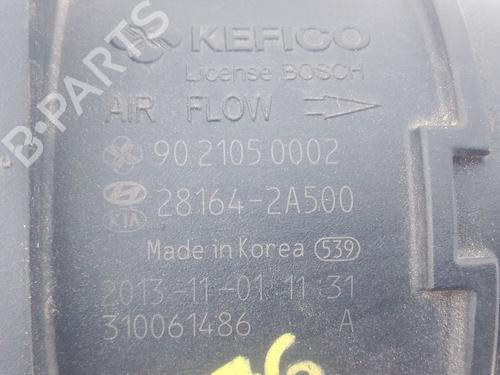 KEFICO
License BOSCH
AIR FLOW
90 2105 0002
28164-2A500
KIA
Made in Korea 539
2013-11-01 11:31
310061486 A
B-PARTS